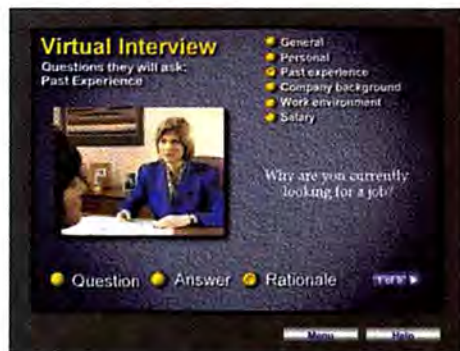 Virtual Interview
Questions they will ask:
Past Experience
General
Personal
Past experience
Company background
Work environment
Salary
Why are you currently
looking for a job?
Question
Answer
Rationale
Menu
Help